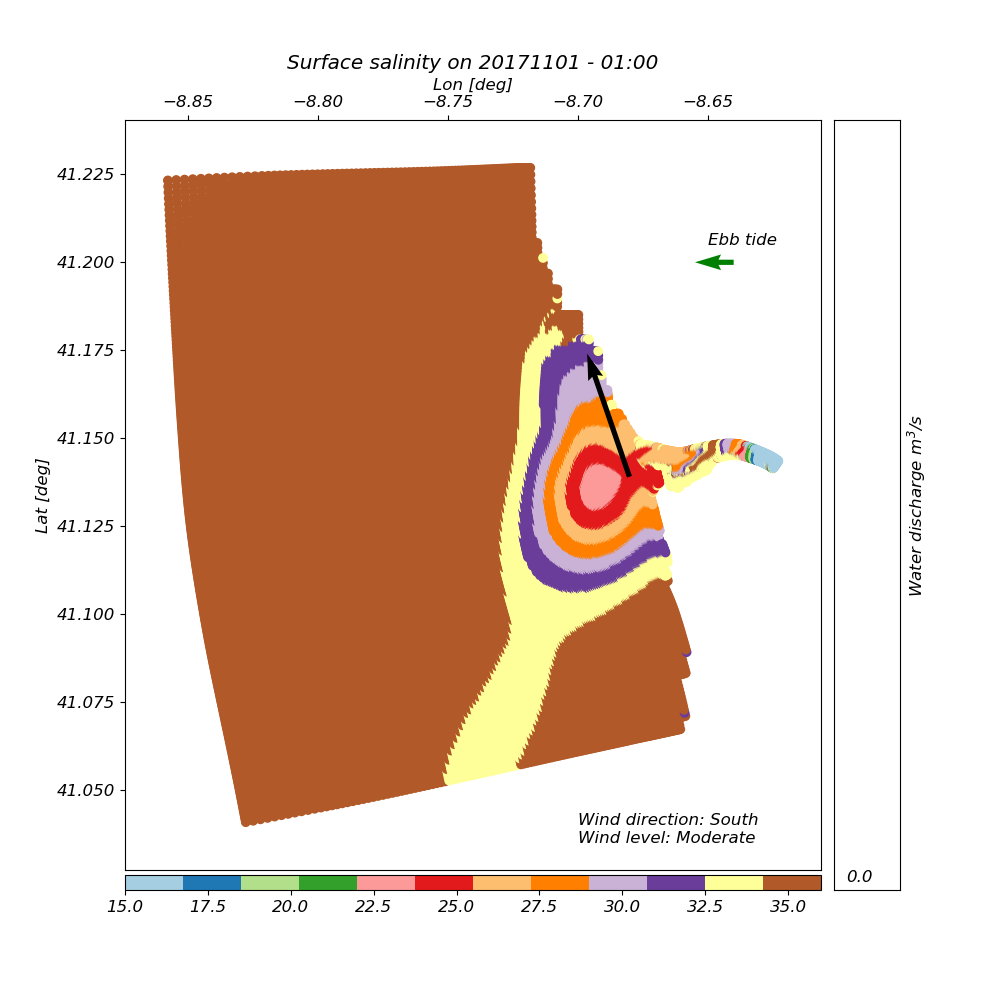 Surface salinity on 20171101 - 01:00
Lon [deg]
−8.85 −8.80 −8.75 −8.70 −8.65
41.225
41.200
41.175
41.150
41.125
41.100
41.075
41.050
Lat [deg]
Ebb tide
Wind direction: South
Wind level: Moderate
15.0 17.5 20.0 22.5 25.0 27.5 30.0 32.5 35.0
0.0
Water discharge m³/s